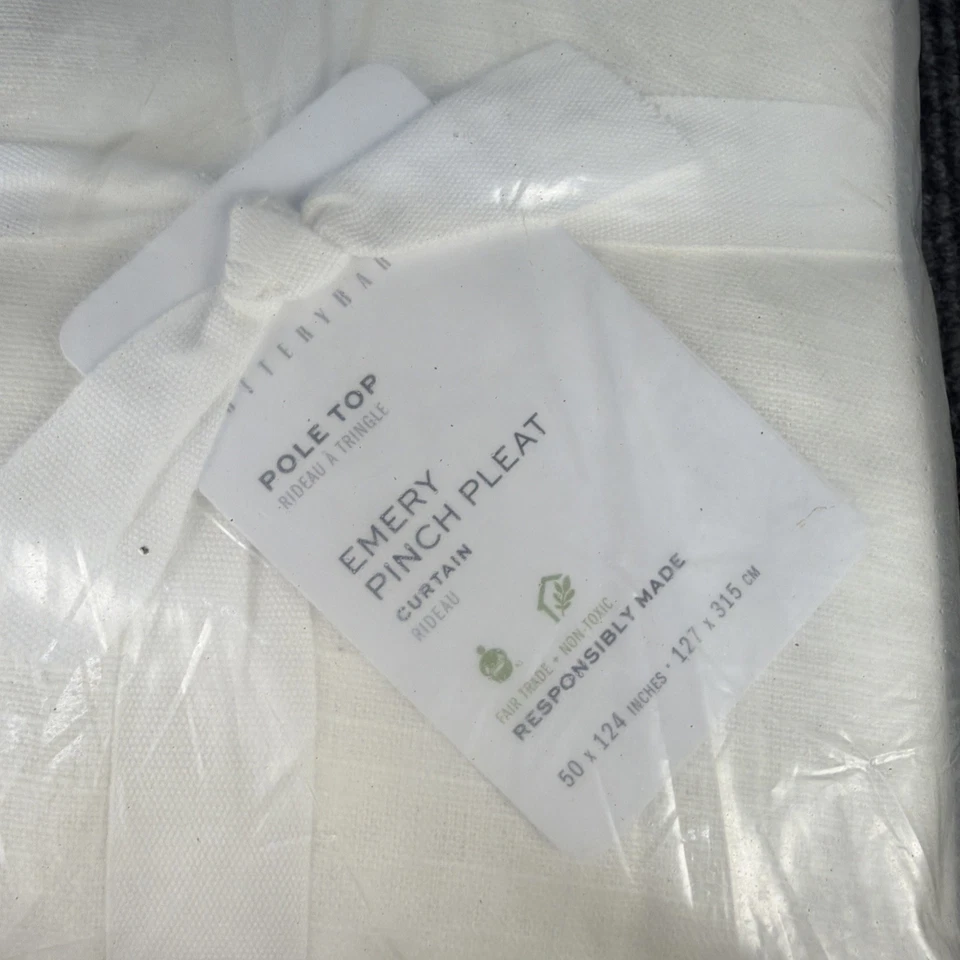 TTERYBAR
POLE TOP
RIDEAU À TRINGLE
EMERY
PINCH PLEAT
CURTAIN
RIDEAU
FAIR TRADE + NON-TOXIC
RESPONSIBLY MADE
50 x 124 INCHES · 127 x 315 CM